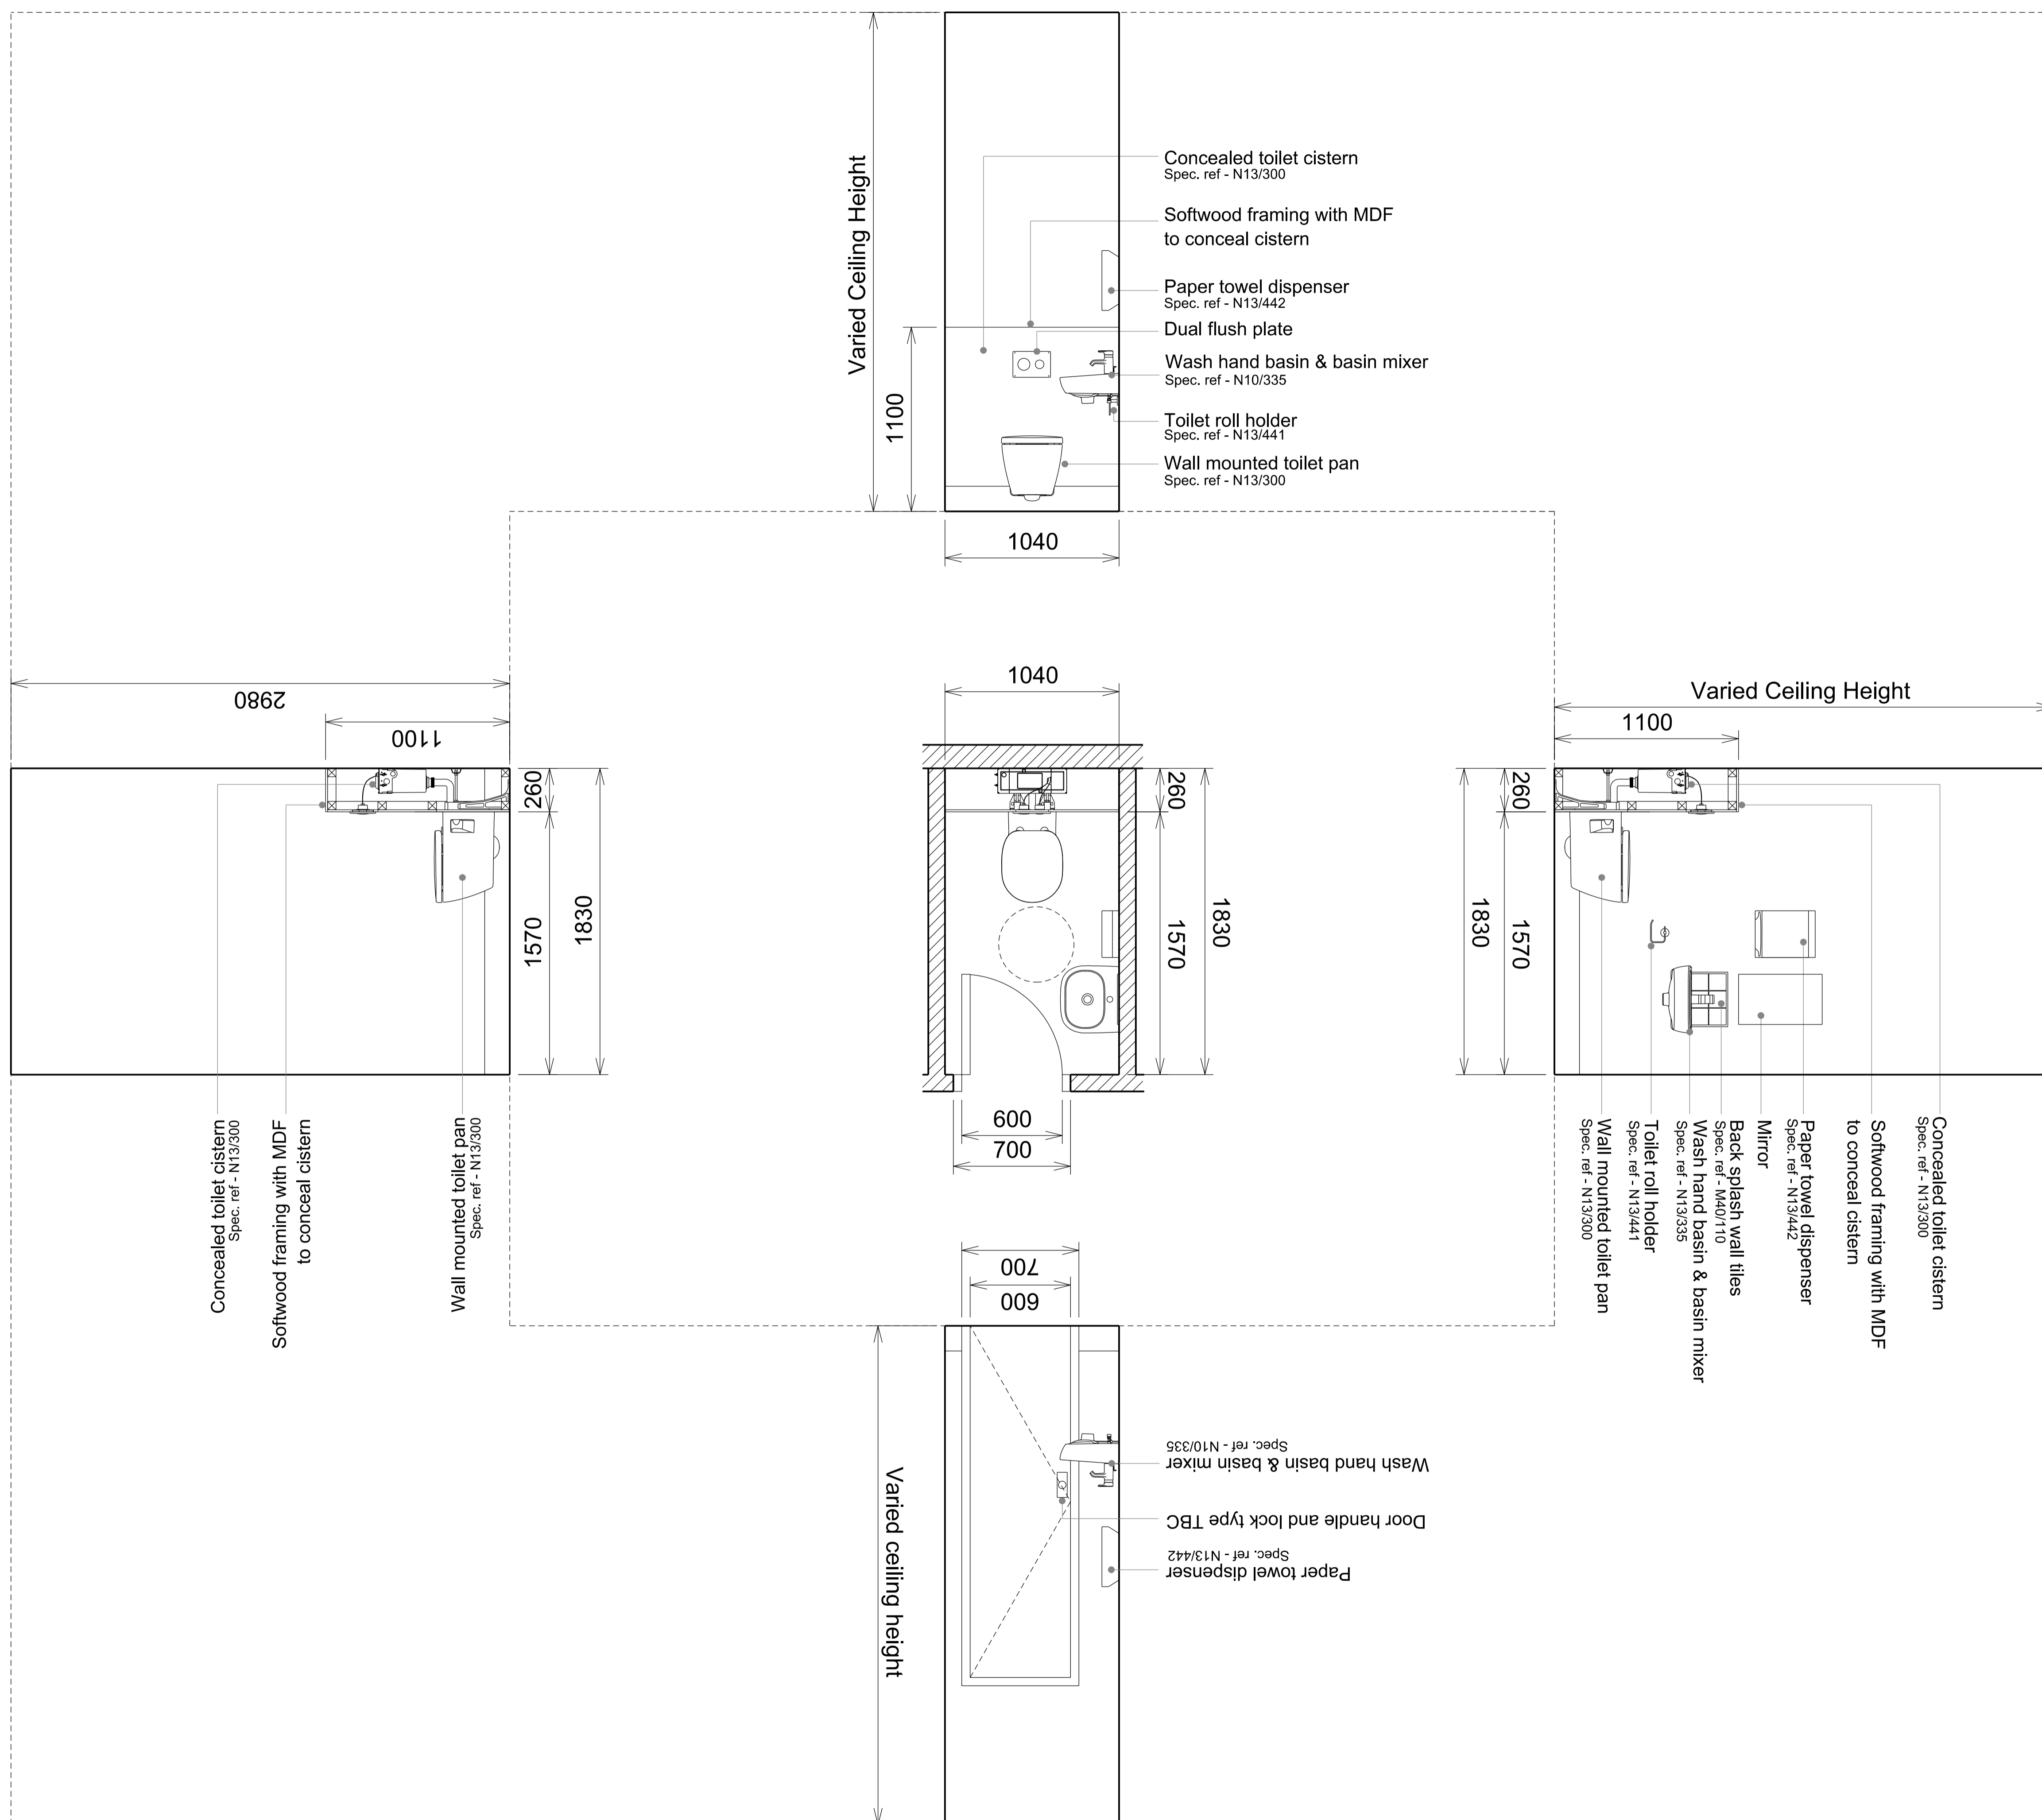 Varied Ceiling Height
1100
Concealed toilet cistern
Spec. ref - N13/300
Softwood framing with MDF
to conceal cistern
Paper towel dispenser
Spec. ref - N13/442
Dual flush plate
Wash hand basin & basin mixer
Spec. ref - N10/335
Toilet roll holder
Spec. ref - N13/441
Wall mounted toilet pan
Spec. ref - N13/300
1040
2980
1100
260
1570
1830
Concealed toilet cistern
Spec. ref - N13/300
Softwood framing with MDF
to conceal cistern
Wall mounted toilet pan
Spec. ref - N13/300
1040
260
1570
1830
600
700
Varied Ceiling Height
1100
260
1570
1830
Concealed toilet cistern
Spec. ref - N13/300
Softwood framing with MDF
to conceal cistern
Paper towel dispenser
Spec. ref - N13/442
Mirror
Back splash wall tiles
Spec. ref - M40/110
Wash hand basin & basin mixer
Spec. ref - N13/335
Toilet roll holder
Spec. ref - N13/441
Wall mounted toilet pan
Spec. ref - N13/300
700
600
Varied ceiling height
Paper towel dispenser
Spec. ref - N13/442
Door handle and lock type TBC
Wash hand basin & basin mixer
Spec. ref - N10/335